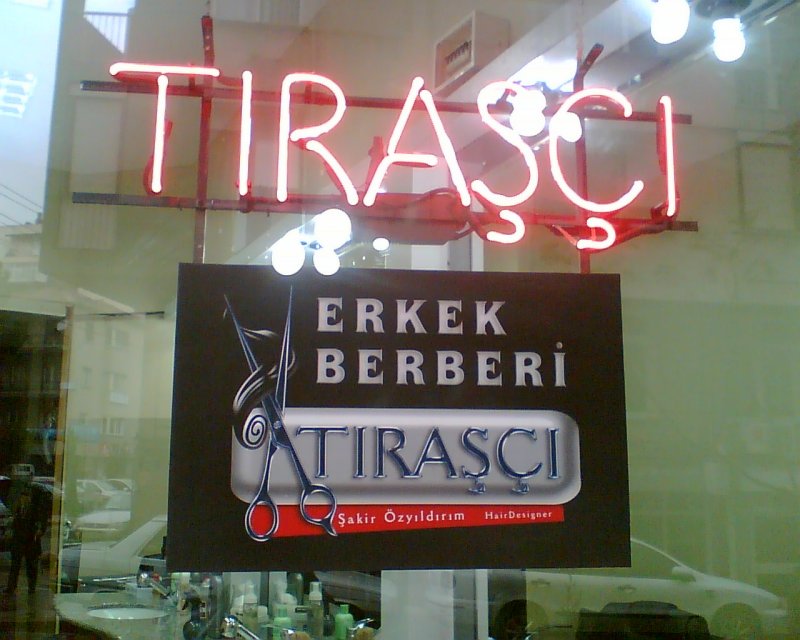 TIRAŞÇI
ERKEK
BERBERİ
TIRAŞÇI
Şakir Özyıldırım HairDesigner